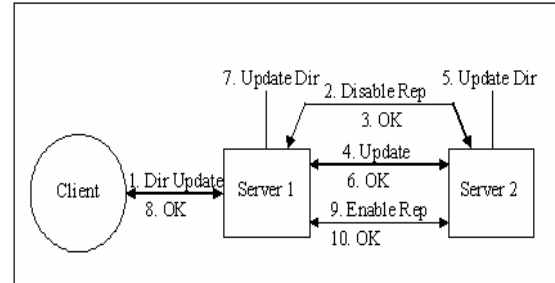 7. Update Dir
5. Update Dir
2. Disable Rep
3. OK
4. Update
1. Dir Update
Client
Server 1
Server 2
6. OK
8. OK
9. Enable Rep
10. OK